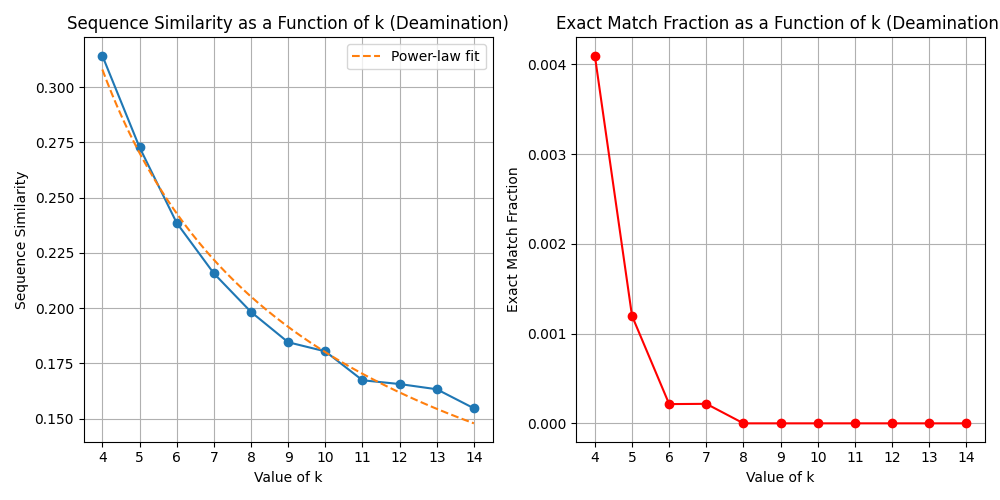 Sequence Similarity as a Function of k (Deamination)
Power-law fit
Sequence Similarity
0.300
0.275
0.250
0.225
0.200
0.175
0.150
4 5 6 7 8 9 10 11 12 13 14
Value of k
Exact Match Fraction as a Function of k (Deamination
Exact Match Fraction
0.004
0.003
0.002
0.001
0.000
4 5 6 7 8 9 10 11 12 13 14
Value of k